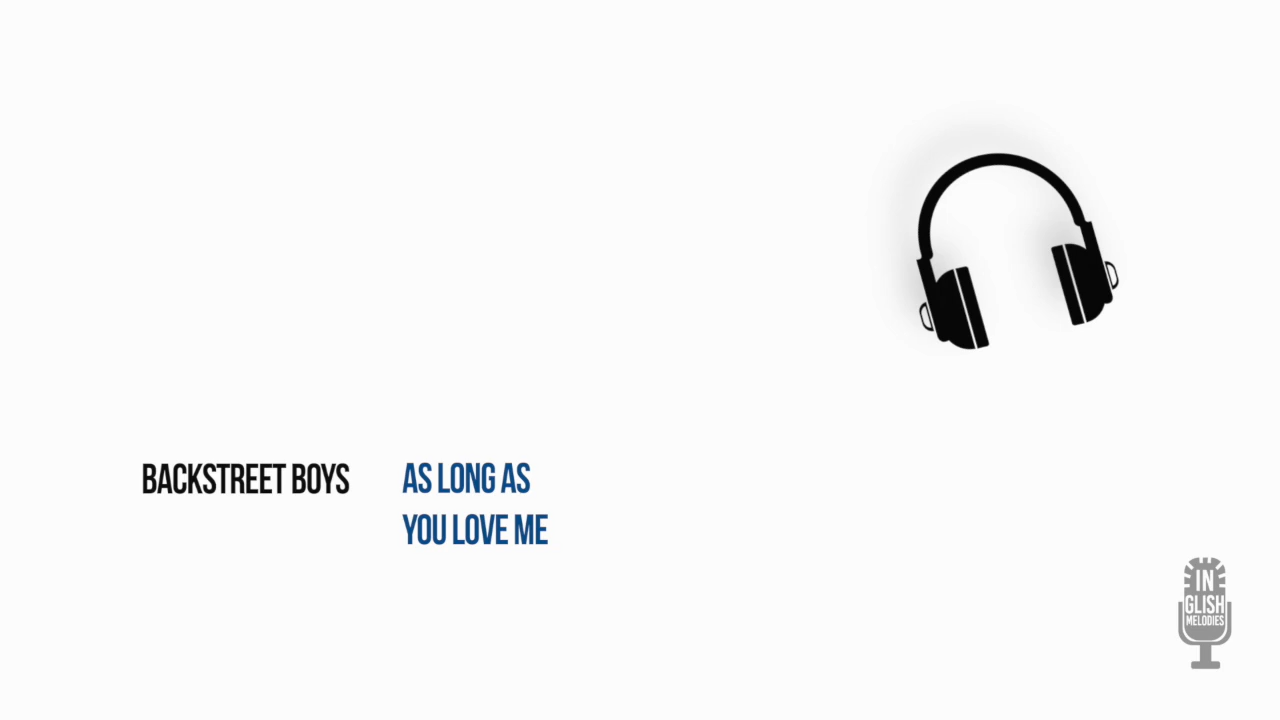 BACKSTREET BOYS
AS LONG AS
YOU LOVE ME
IN
GLISH
MELODIES